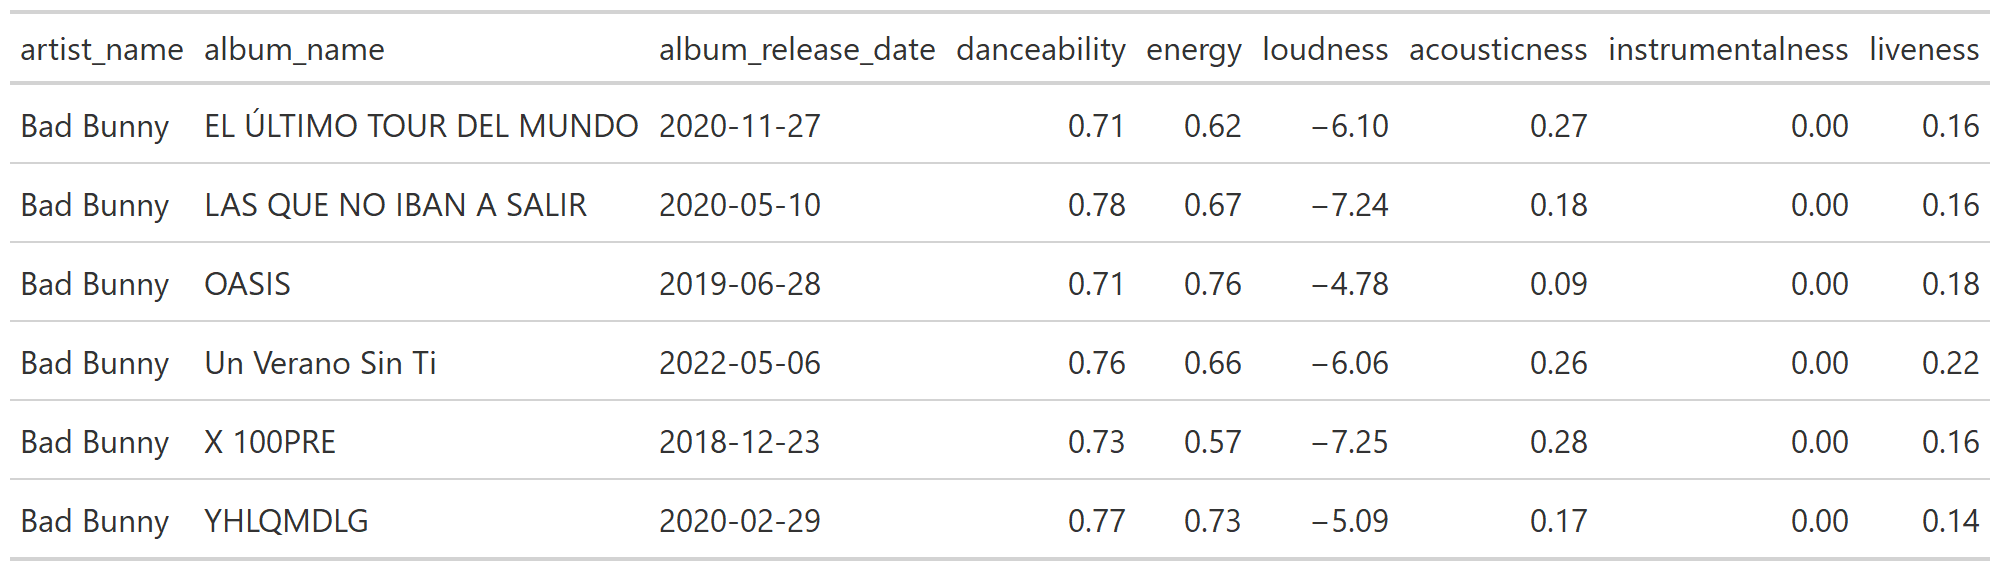 artist_name album_name album_release_date danceability energy loudness acousticness instrumentalness liveness
Bad Bunny EL ÚLTIMO TOUR DEL MUNDO 2020-11-27 0.71 0.62 −6.10 0.27 0.00 0.16
Bad Bunny LAS QUE NO IBAN A SALIR 2020-05-10 0.78 0.67 −7.24 0.18 0.00 0.16
Bad Bunny OASIS 2019-06-28 0.71 0.76 −4.78 0.09 0.00 0.18
Bad Bunny Un Verano Sin Ti 2022-05-06 0.76 0.66 −6.06 0.26 0.00 0.22
Bad Bunny X 100PRE 2018-12-23 0.73 0.57 −7.25 0.28 0.00 0.16
Bad Bunny YHLQMDLG 2020-02-29 0.77 0.73 −5.09 0.17 0.00 0.14